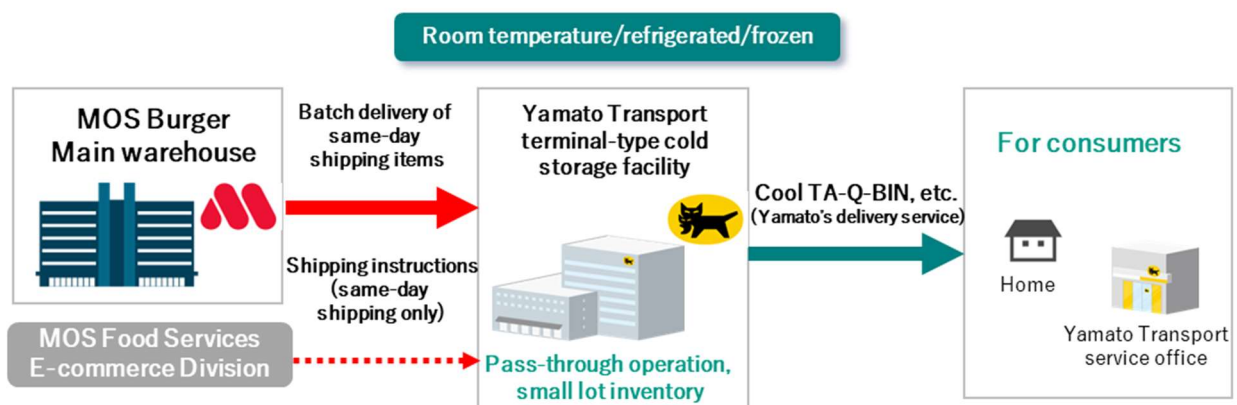 Room temperature/refrigerated/frozen
MOS Burger
Main warehouse
Batch delivery of
same-day
shipping items
Shipping instructions
(same-day
shipping only)
MOS Food Services
E-commerce Division
Yamato Transport
terminal-type cold
storage facility
Pass-through operation,
small lot inventory
Cool TA-Q-BIN, etc.
(Yamato's delivery service)
For consumers
Home
Yamato Transport
service office